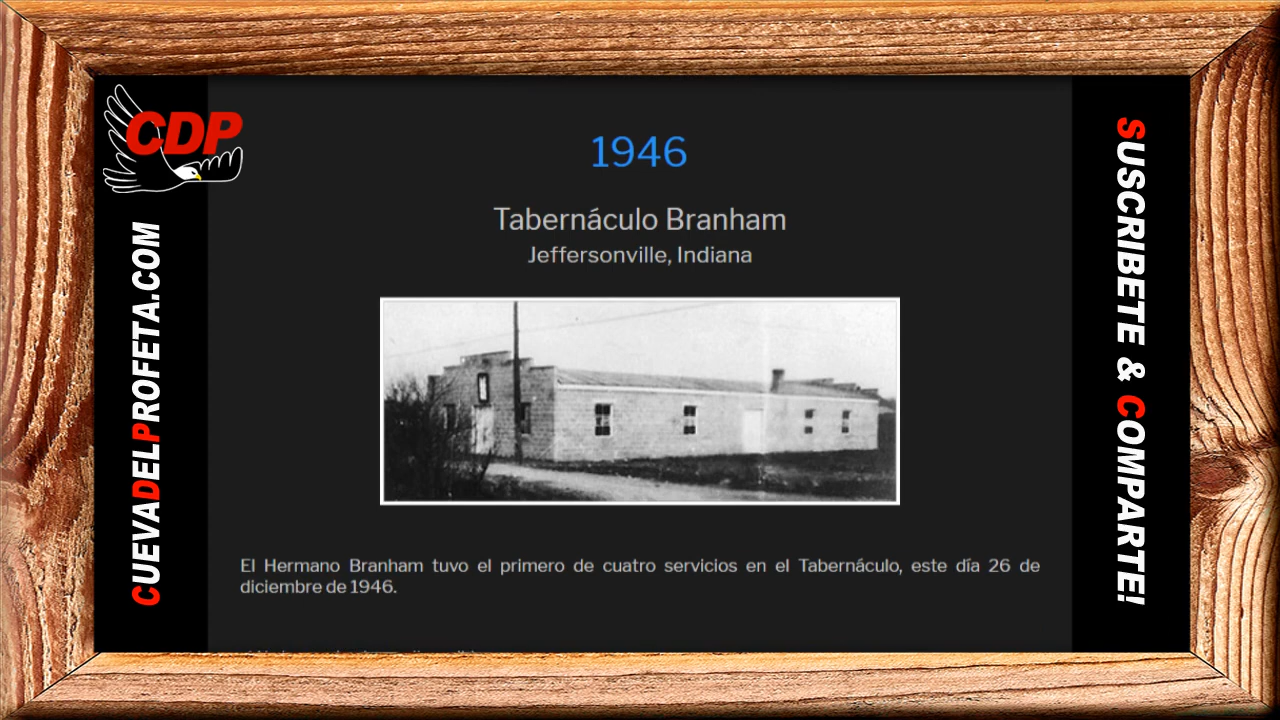 CDP
CUEVADELPROFETA.COM
1946
Tabernáculo Branham
Jeffersonville, Indiana
El Hermano Branham tuvo el primero de cuatro servicios en el Tabernáculo, este día 26 de
diciembre de 1946.
SUSCRIBETE & COMPARTE!